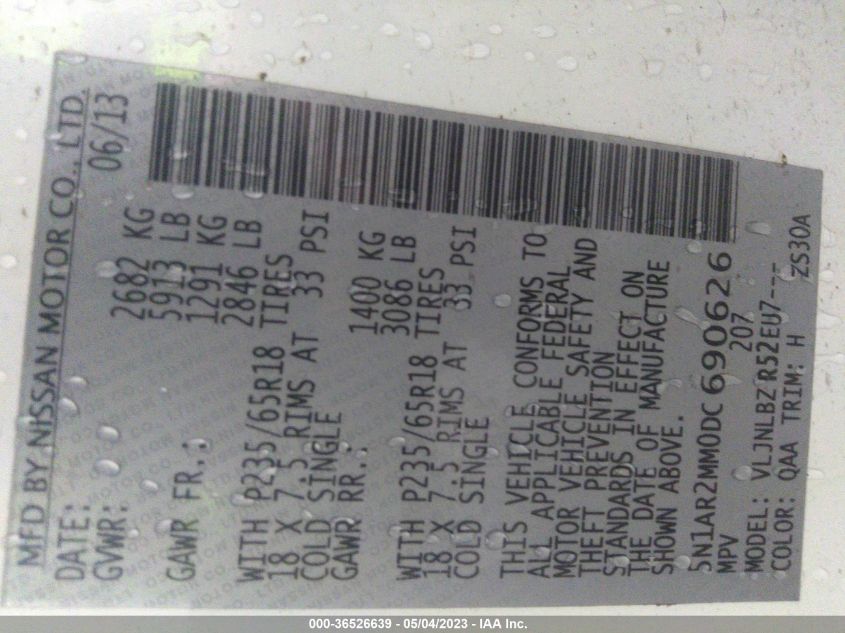 MFD BY NISSAN MOTOR CO., LTD.
DATE: 06/13
GVWR: 2682 KG
5913 LB
GAWR FR.: 1291 KG
2846 LB
WITH P235/65R18 TIRES
18 X 7.5 RIMS AT 33 PSI
COLD SINGLE
GAWR RR.: 1400 KG
3086 LB
WITH P235/65R18 TIRES
18 X 7.5 RIMS AT 33 PSI
COLD SINGLE
THIS VEHICLE CONFORMS TO
ALL APPLICABLE FEDERAL
MOTOR VEHICLE SAFETY AND
THEFT PREVENTION
STANDARDS IN EFFECT ON
THE DATE OF MANUFACTURE
SHOWN ABOVE.
5N1AR2MM0DC690626
MPV 207
MODEL: VLJNLBZ R52EU7---
COLOR: QAA TRIM: H ZS30A
000-36526639 - 05/04/2023 - IAA Inc.